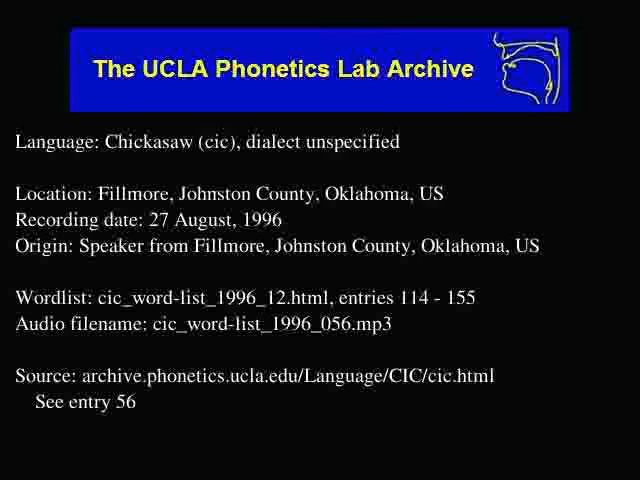 The UCLA Phonetics Lab Archive
Language: Chickasaw (cic), dialect unspecified
Location: Fillmore, Johnston County, Oklahoma, US
Recording date: 27 August, 1996
Origin: Speaker from Fillmore, Johnston County, Oklahoma, US
Wordlist: cic_word-list_1996_12.html, entries 114 - 155
Audio filename: cic_word-list_1996_056.mp3
Source: archive.phonetics.ucla.edu/Language/CIC/cic.html
See entry 56